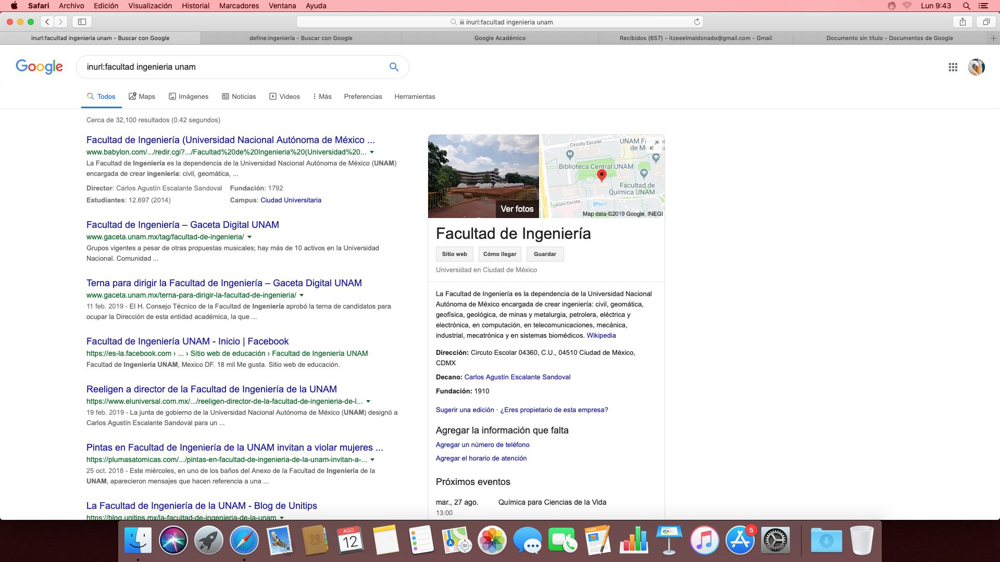 Safari Archivo Edición Visualización Historial Marcadores Ventana Ayuda Lun 9:43
inurl:facultad ingenieria unam
inurl:facultad ingenieria unam - Buscar con Google
define:ingeniería - Buscar con Google
Google Académico
Recibidos (657) - itzeeelmaldonado@gmail.com - Gmail
Documento sin título - Documentos de Google
Google
inurl:facultad ingenieria unam
Todos Maps Imágenes Noticias Videos Más Preferencias Herramientas
Cerca de 32,100 resultados (0.42 segundos)
Facultad de Ingeniería (Universidad Nacional Autónoma de México ...
www.babylon.com/.../redir.cgi?.../Facultad%20de%20Ingenieria%20(Universidad%20...
La Facultad de Ingeniería es la dependencia de la Universidad Nacional Autónoma de México (UNAM)
encargada de crear ingeniería: civil, geomática, ...
Director: Carlos Agustín Escalante Sandoval Fundación: 1792
Estudiantes: 12.697 (2014) Campus: Ciudad Universitaria
Facultad de Ingeniería – Gaceta Digital UNAM
www.gaceta.unam.mx/tag/facultad-de-ingenieria/
Grupos vigentes a pesar de otras propuestas musicales; hay más de 10 activos en la Universidad
Nacional. Comunidad ...
Terna para dirigir la Facultad de Ingeniería – Gaceta Digital UNAM
www.gaceta.unam.mx/terna-para-dirigir-la-facultad-de-ingenieria/
11 feb. 2019 - El H. Consejo Técnico de la Facultad de Ingeniería aprobó la terna de candidatos para
ocupar la Dirección de esta entidad académica, la que ...
Facultad de Ingeniería UNAM - Inicio | Facebook
https://es-la.facebook.com › ... › Sitio web de educación › Facultad de Ingeniería UNAM
Facultad de Ingeniería UNAM, Mexico DF. 18 mil Me gusta. Sitio web de educación.
Reeligen a director de la Facultad de Ingeniería de la UNAM
https://www.eluniversal.com.mx/.../reeligen-director-de-la-facultad-de-ingenieria-de-l...
19 feb. 2019 - La junta de gobierno de la Universidad Nacional Autónoma de México (UNAM) designó a
Carlos Agustín Escalante Sandoval para un ...
Pintas en Facultad de Ingeniería de la UNAM invitan a violar mujeres ...
https://plumasatomicas.com/.../pintas-en-facultad-de-ingenieria-de-la-unam-invitan-a-...
25 oct. 2018 - Este miércoles, en uno de los baños del Anexo de la Facultad de Ingeniería de la
UNAM, aparecieron mensajes que hacen referencia a una ...
La Facultad de Ingeniería de la UNAM - Blog de Unitips
https://blog.unitips.mx/la-facultad-de-ingenieria-de-la-unam
Ver fotos
Circuito Escolar
UNAM
de
Biblioteca Central UNAM
Facultad de
Química UNAM
Circuito Escolar
Map data ©2019 Google, INEGI
Facultad de Ingeniería
Sitio web Cómo llegar Guardar
Universidad en Ciudad de México
La Facultad de Ingeniería es la dependencia de la Universidad Nacional
Autónoma de México encargada de crear ingeniería: civil, geomática,
geofísica, geológica, de minas y metalurgia, petrolera, eléctrica y
electrónica, en computación, en telecomunicaciones, mecánica,
industrial, mecatrónica y en sistemas biomédicos. Wikipedia
Dirección: Circuto Escolar 04360, C.U., 04510 Ciudad de México,
CDMX
Decano: Carlos Agustín Escalante Sandoval
Fundación: 1910
Sugerir una edición · ¿Eres propietario de esta empresa?
Agregar la información que falta
Agregar un número de teléfono
Agregar el horario de atención
Próximos eventos
mar., 27 ago. Química para Ciencias de la Vida
13:00
AGO
12
3D
PAGES
5